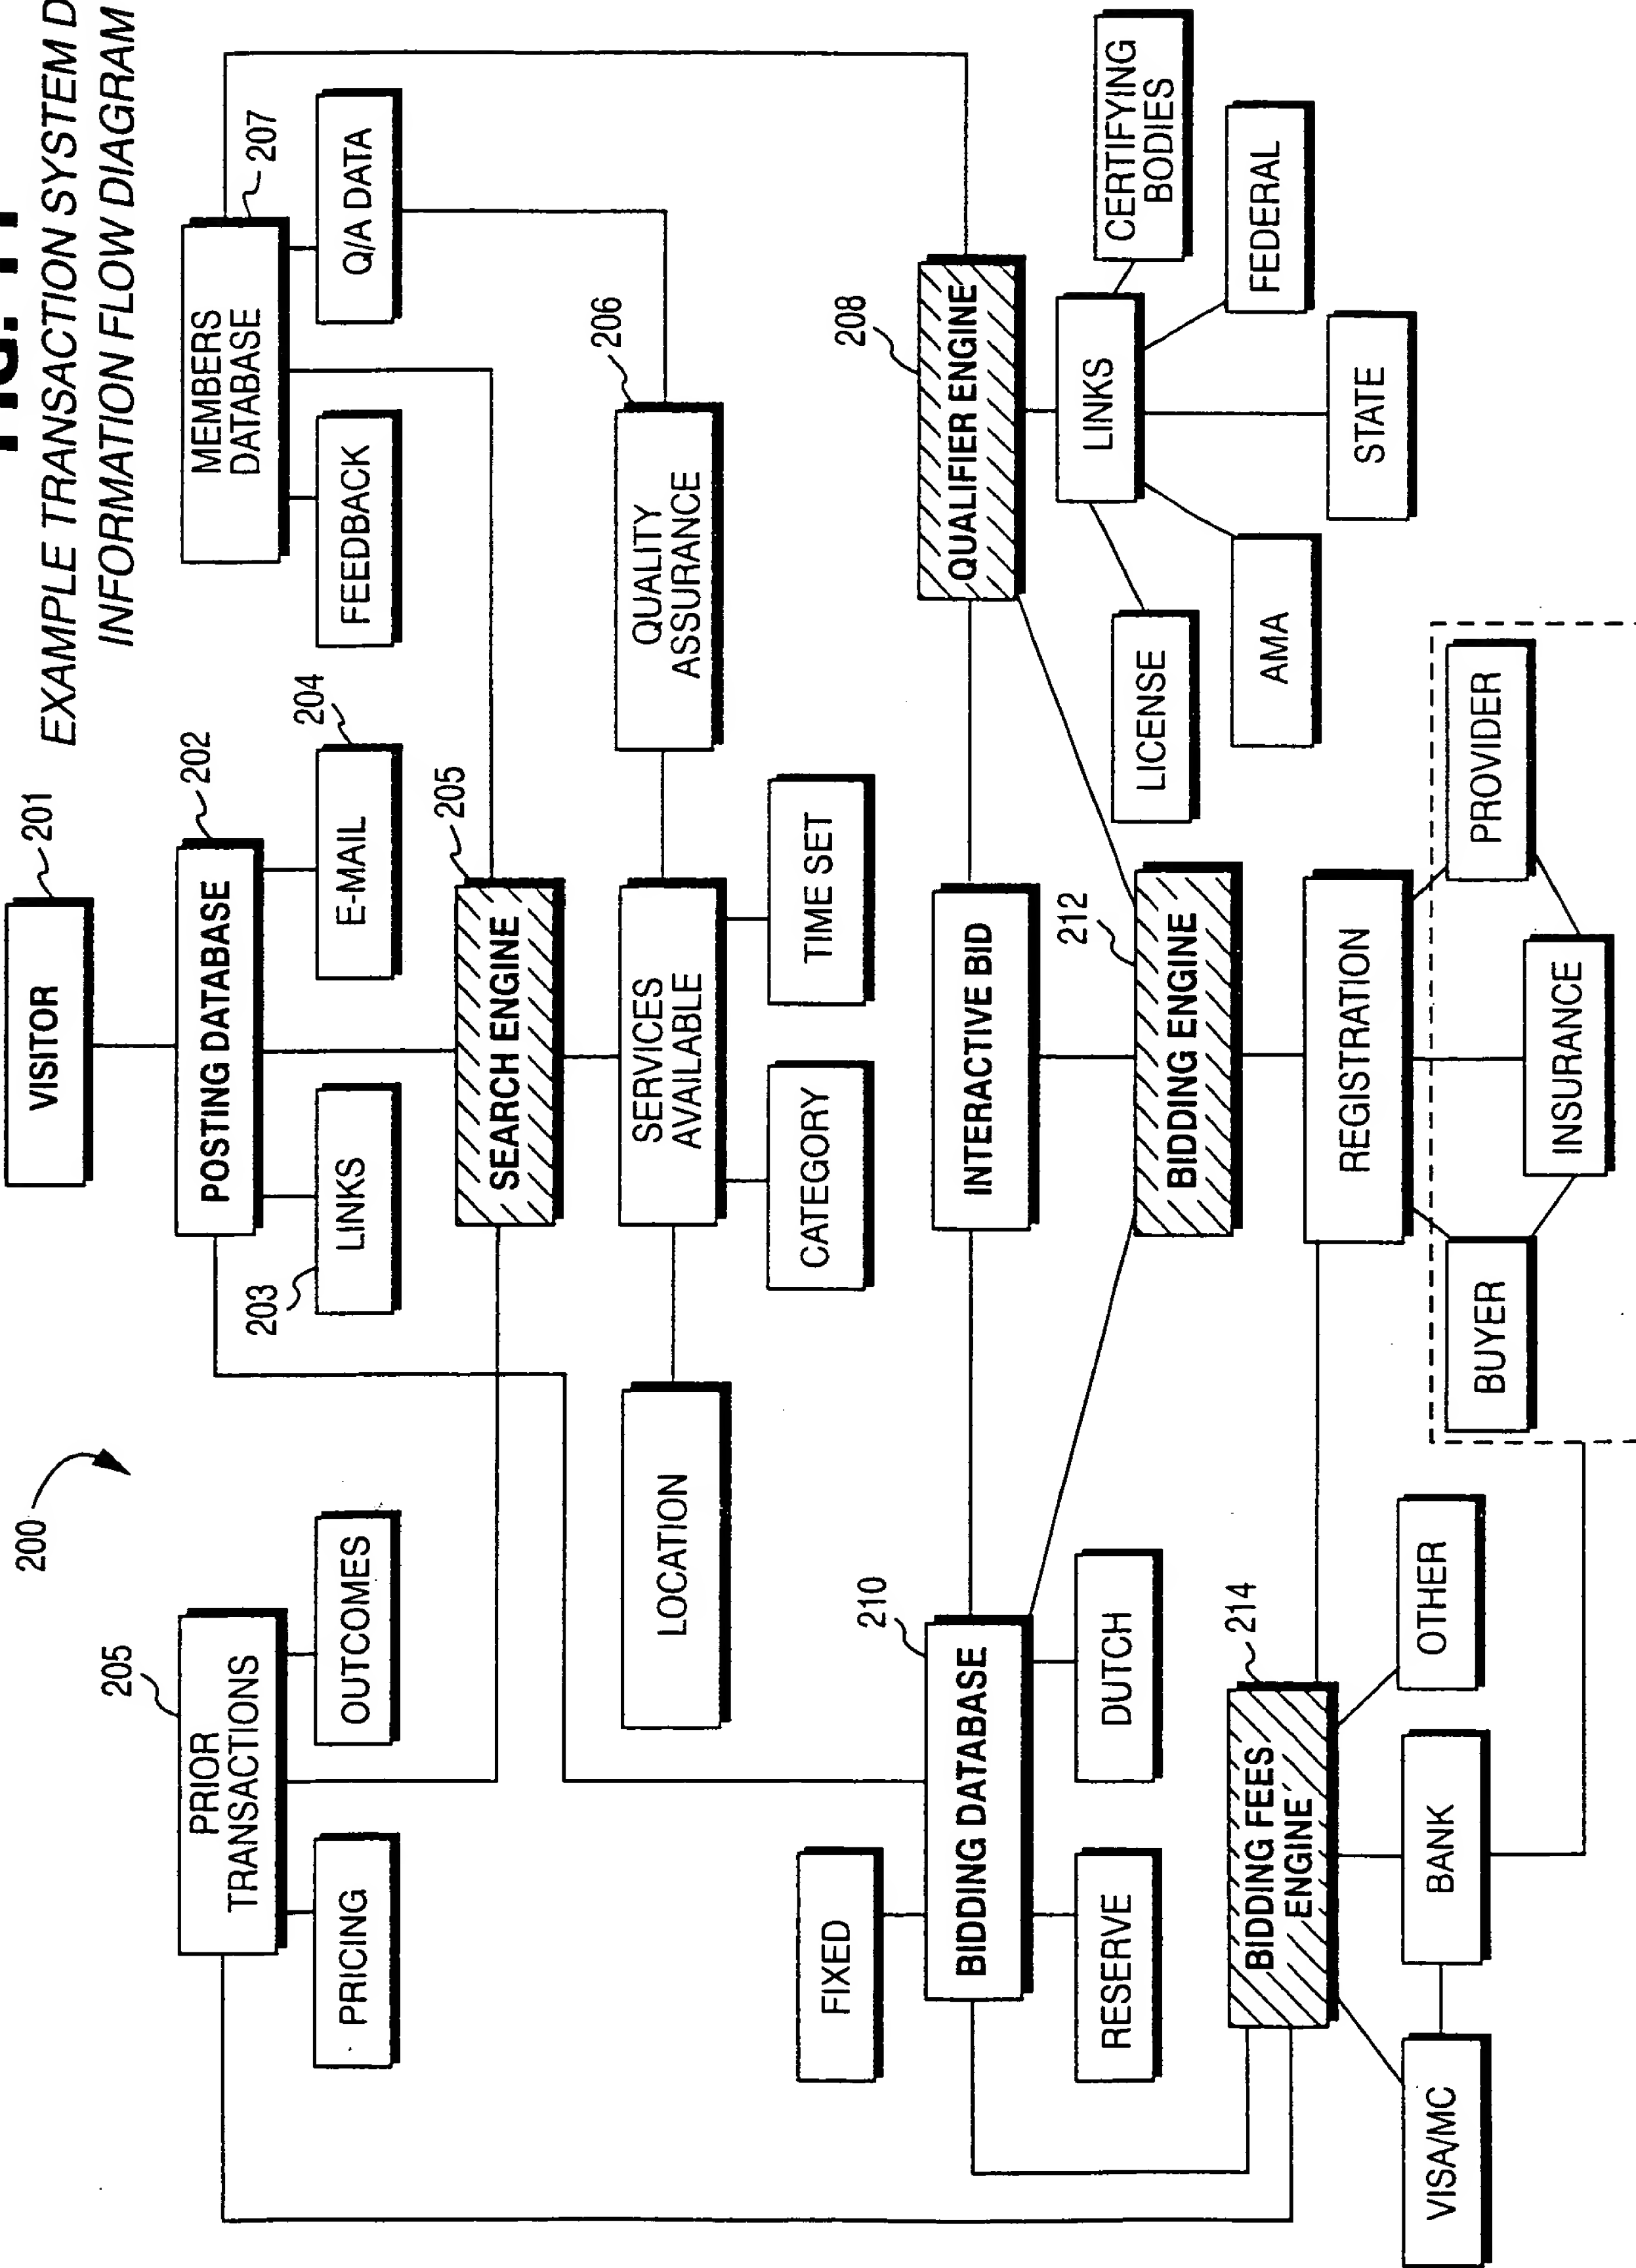 200
VISITOR
201
EXAMPLE TRANSACTION SYSTEM D
INFORMATION FLOW DIAGRAM
205
PRIOR
TRANSACTIONS
PRICING
OUTCOMES
POSTING DATABASE
202
203
LINKS
E-MAIL
204
MEMBERS
DATABASE
207
FEEDBACK
Q/A DATA
SEARCH ENGINE
205
LOCATION
SERVICES
AVAILABLE
CATEGORY
TIME SET
QUALITY
ASSURANCE
206
FIXED
BIDDING DATABASE
210
RESERVE
DUTCH
INTERACTIVE BID
QUALIFIER ENGINE
208
BIDDING ENGINE
212
LINKS
LICENSE
AMA
STATE
FEDERAL
CERTIFYING
BODIES
BIDDING FEES
ENGINE
214
VISA/MC
BANK
OTHER
REGISTRATION
BUYER
INSURANCE
PROVIDER